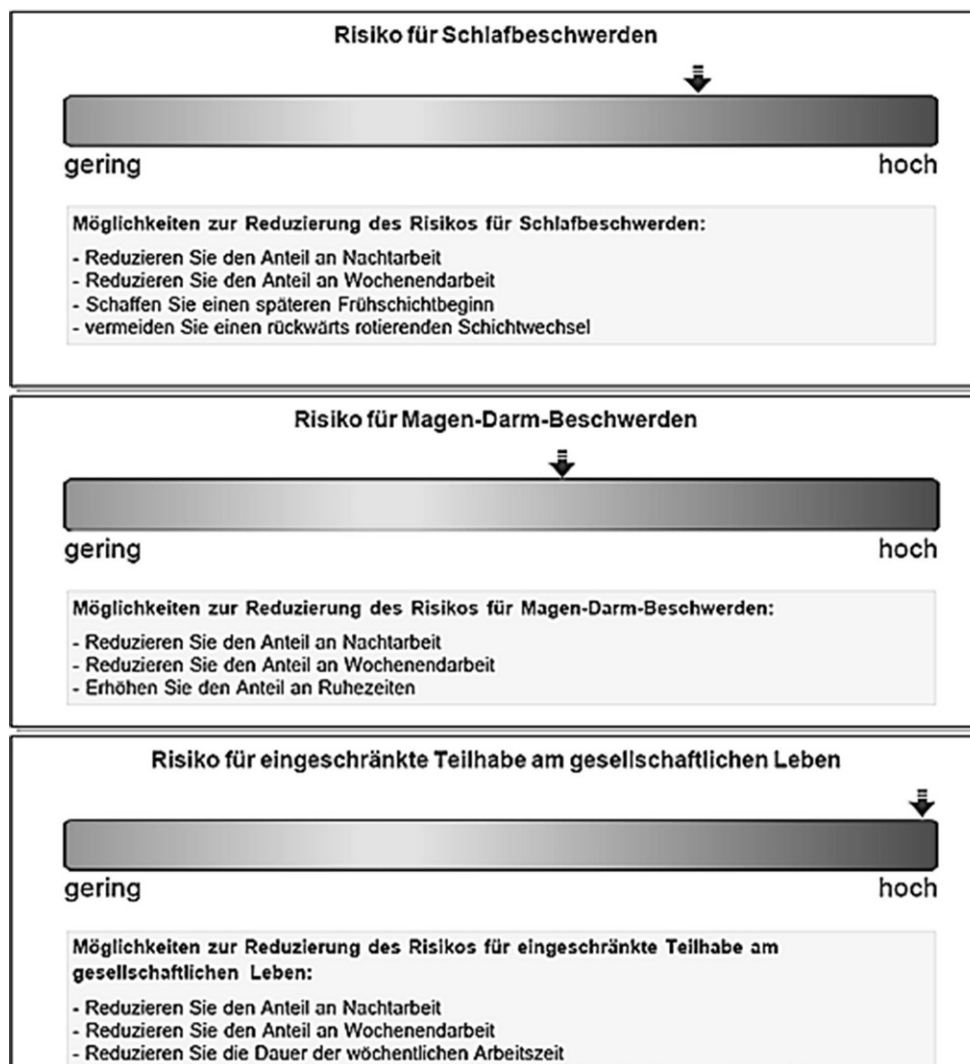 Risiko für Schlafbeschwerden
gering hoch
Möglichkeiten zur Reduzierung des Risikos für Schlafbeschwerden:
- Reduzieren Sie den Anteil an Nachtarbeit
- Reduzieren Sie den Anteil an Wochenendarbeit
- Schaffen Sie einen späteren Frühschichtbeginn
- vermeiden Sie einen rückwärts rotierenden Schichtwechsel
Risiko für Magen-Darm-Beschwerden
gering hoch
Möglichkeiten zur Reduzierung des Risikos für Magen-Darm-Beschwerden:
- Reduzieren Sie den Anteil an Nachtarbeit
- Reduzieren Sie den Anteil an Wochenendarbeit
- Erhöhen Sie den Anteil an Ruhezeiten
Risiko für eingeschränkte Teilhabe am gesellschaftlichen Leben
gering hoch
Möglichkeiten zur Reduzierung des Risikos für eingeschränkte Teilhabe am
gesellschaftlichen Leben:
- Reduzieren Sie den Anteil an Nachtarbeit
- Reduzieren Sie den Anteil an Wochenendarbeit
- Reduzieren Sie die Dauer der wöchentlichen Arbeitszeit